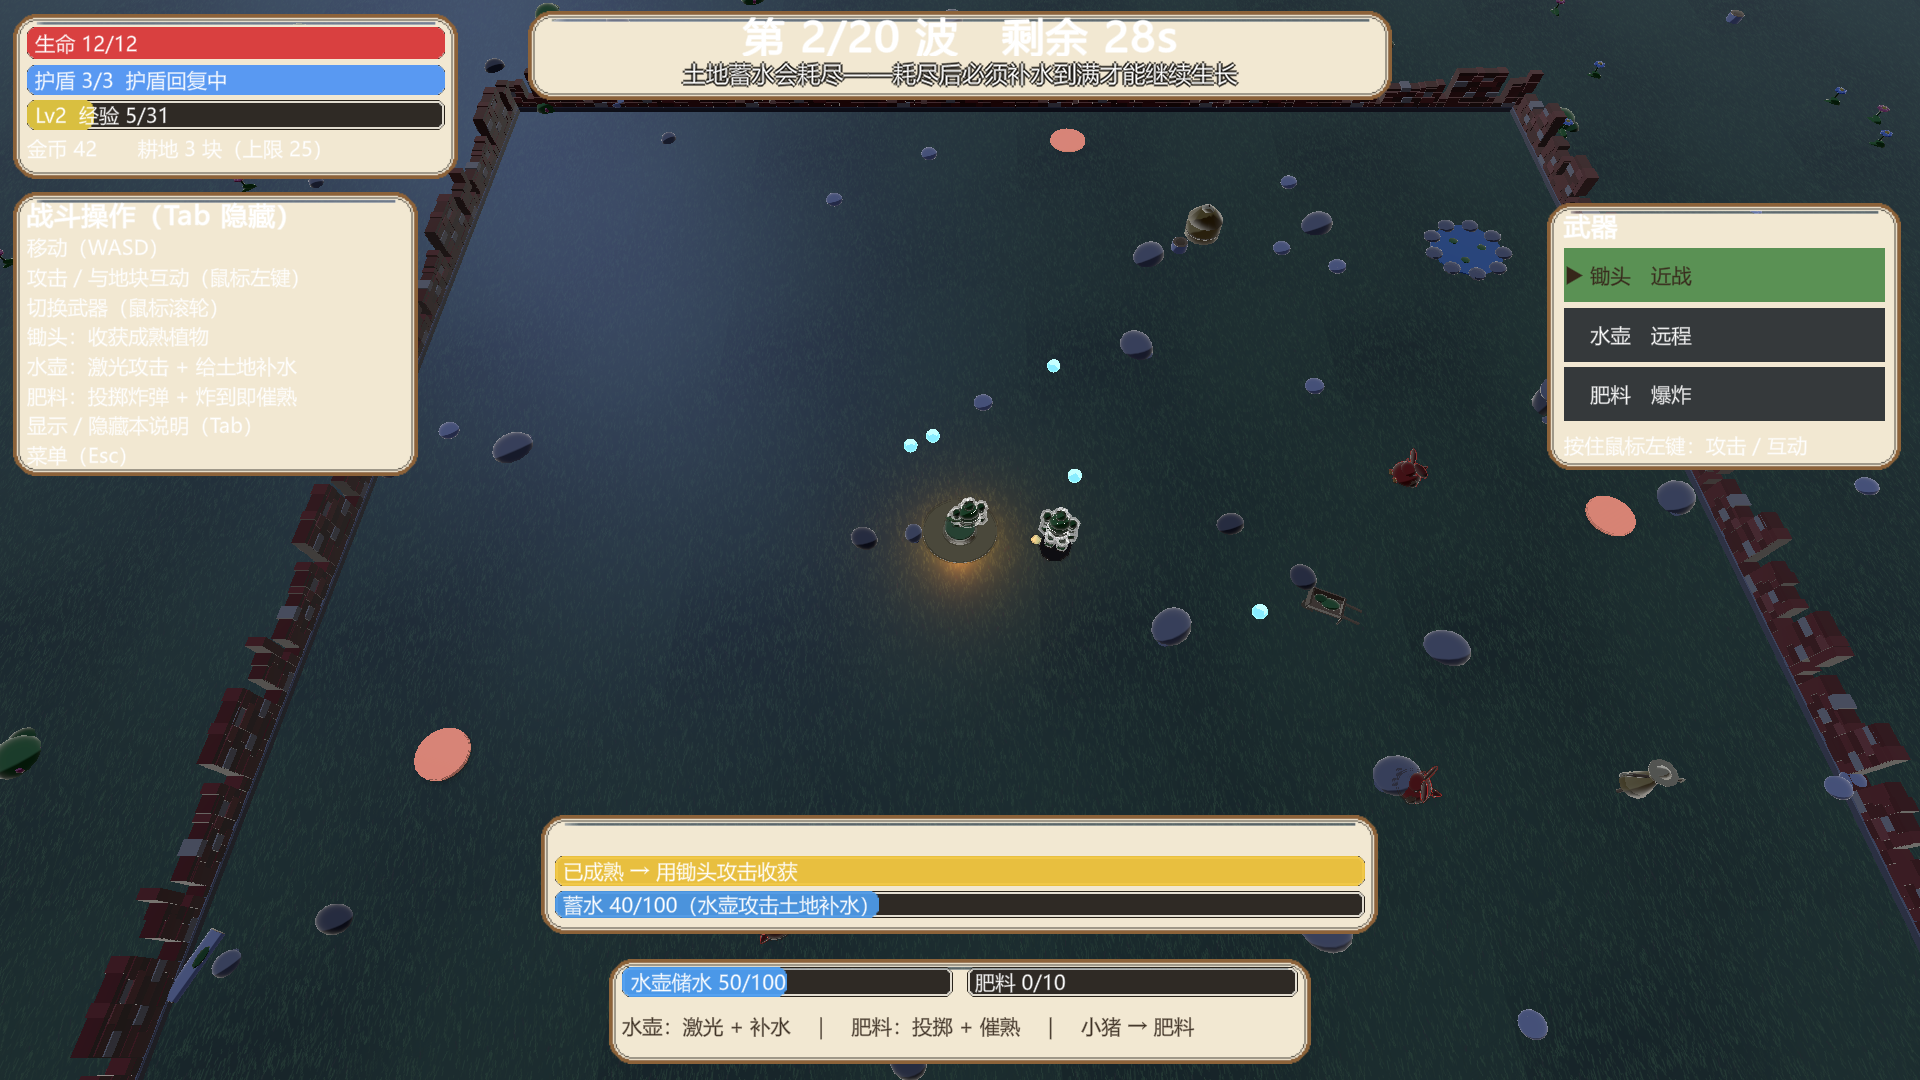 生命 12/12
护盾 3/3 护盾回复中
Lv2 经验 5/31
金币 42 耕地 3 块（上限 25）
第 2/20 波 剩余 28s
土地蓄水会耗尽——耗尽后必须补水到满才能继续生长
战斗操作（Tab 隐藏）
移动（WASD）
攻击 / 与地块互动（鼠标左键）
切换武器（鼠标滚轮）
锄头：收获成熟植物
水壶：激光攻击 + 给土地补水
肥料：投掷炸弹 + 炸到即催熟
显示 / 隐藏本说明（Tab）
菜单（Esc）
武器
▶ 锄头 近战
水壶 远程
肥料 爆炸
按住鼠标左键：攻击 / 互动
已成熟 → 用锄头攻击收获
蓄水 40/100（水壶攻击土地补水）
水壶储水 50/100
肥料 0/10
水壶：激光 + 补水 | 肥料：投掷 + 催熟 | 小猪 → 肥料